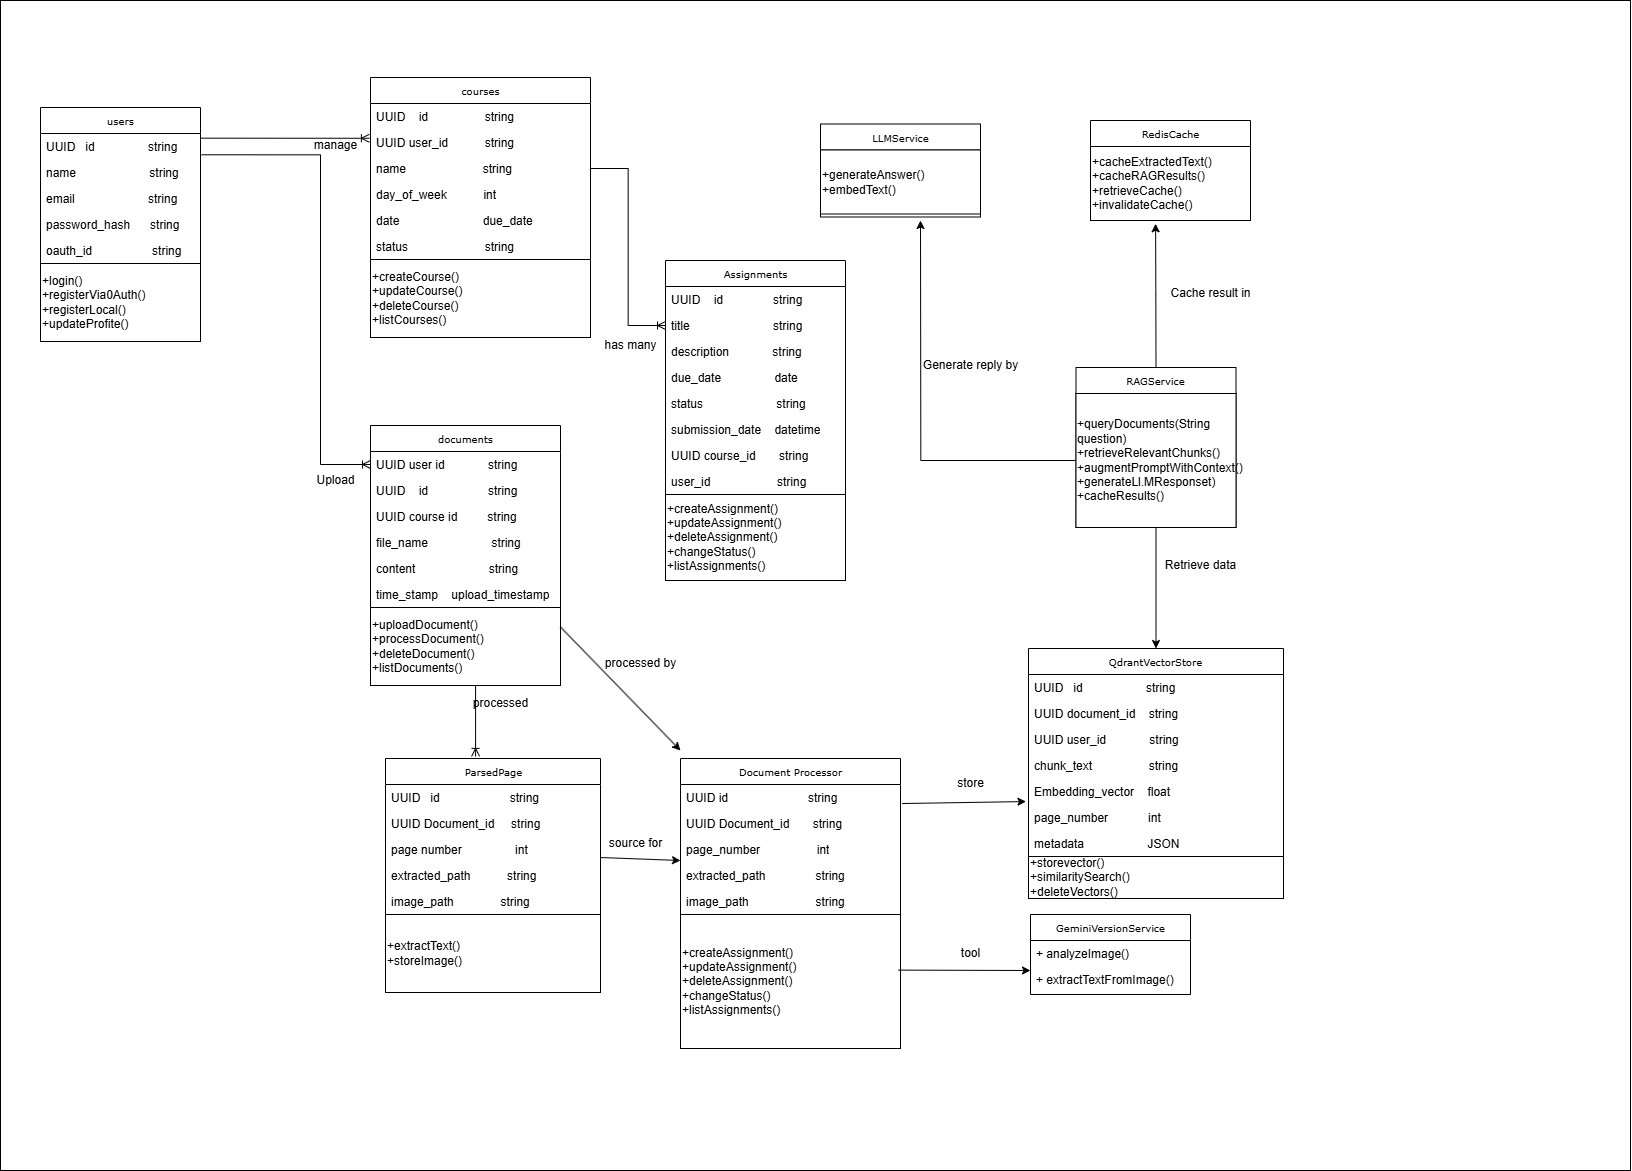 users
UUID id string
name string
email string
password_hash string
oauth_id string
+login()
+registerVia0Auth()
+registerLocal()
+updateProfite()
manage
Upload
courses
UUID id string
UUID user_id string
name string
day_of_week int
date due_date
status string
+createCourse()
+updateCourse()
+deleteCourse()
+listCourses()
has many
Assignments
UUID id string
title string
description string
due_date date
status string
submission_date datetime
UUID course_id string
user_id string
+createAssignment()
+updateAssignment()
+deleteAssignment()
+changeStatus()
+listAssignments()
LLMService
+generateAnswer()
+embedText()
RedisCache
+cacheExtractedText()
+cacheRAGResults()
+retrieveCache()
+invalidateCache()
Cache result in
Generate reply by
RAGService
+queryDocuments(String
question)
+retrieveRelevantChunks()
+augmentPromptWithContext()
+generateLI.MResponset)
+cacheResults()
Retrieve data
documents
UUID user id string
UUID id string
UUID course id string
file_name string
content string
time_stamp upload_timestamp
+uploadDocument()
+processDocument()
+deleteDocument()
+listDocuments()
processed
processed by
ParsedPage
UUID id string
UUID Document_id string
page number int
extracted_path string
image_path string
+extractText()
+storeImage()
source for
Document Processor
UUID id string
UUID Document_id string
page_number int
extracted_path string
image_path string
+createAssignment()
+updateAssignment()
+deleteAssignment()
+changeStatus()
+listAssignments()
store
tool
QdrantVectorStore
UUID id string
UUID document_id string
UUID user_id string
chunk_text string
Embedding_vector float
page_number int
metadata JSON
+storevector()
+similaritySearch()
+deleteVectors()
GeminiVersionService
+ analyzeImage()
+ extractTextFromImage()